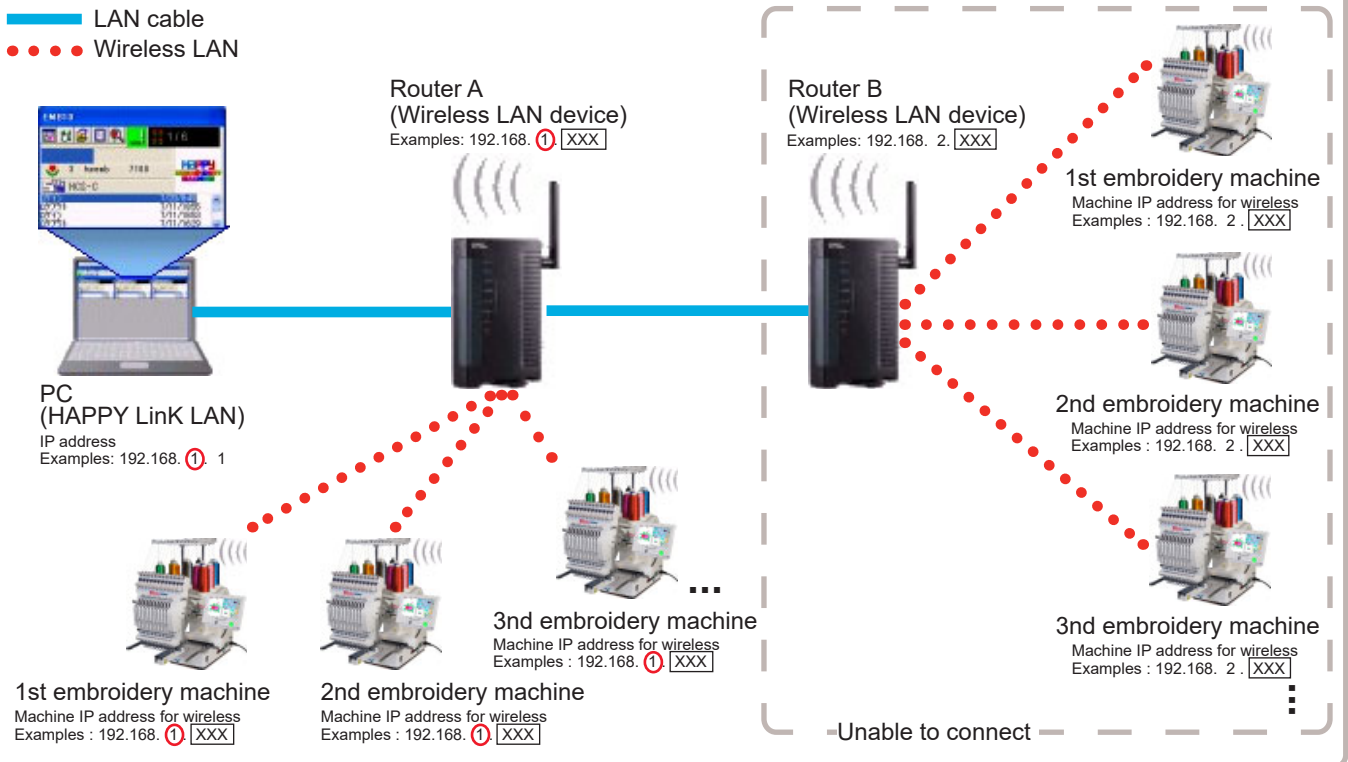 LAN cable
Wireless LAN
Router A
(Wireless LAN device)
Examples: 192.168. 1. XXX
Router B
(Wireless LAN device)
Examples: 192.168. 2. XXX
1/6
3 7100
HAPPY
HCS-C
PC
(HAPPY LinK LAN)
IP address
Examples: 192.168. 1. 1
1st embroidery machine
Machine IP address for wireless
Examples : 192.168. 2 . XXX
2nd embroidery machine
Machine IP address for wireless
Examples : 192.168. 2 . XXX
3nd embroidery machine
Machine IP address for wireless
Examples : 192.168. 2 . XXX
⋮
...
3nd embroidery machine
Machine IP address for wireless
Examples : 192.168. 1. XXX
1st embroidery machine
Machine IP address for wireless
Examples : 192.168. 1. XXX
2nd embroidery machine
Machine IP address for wireless
Examples : 192.168. 1. XXX
Unable to connect